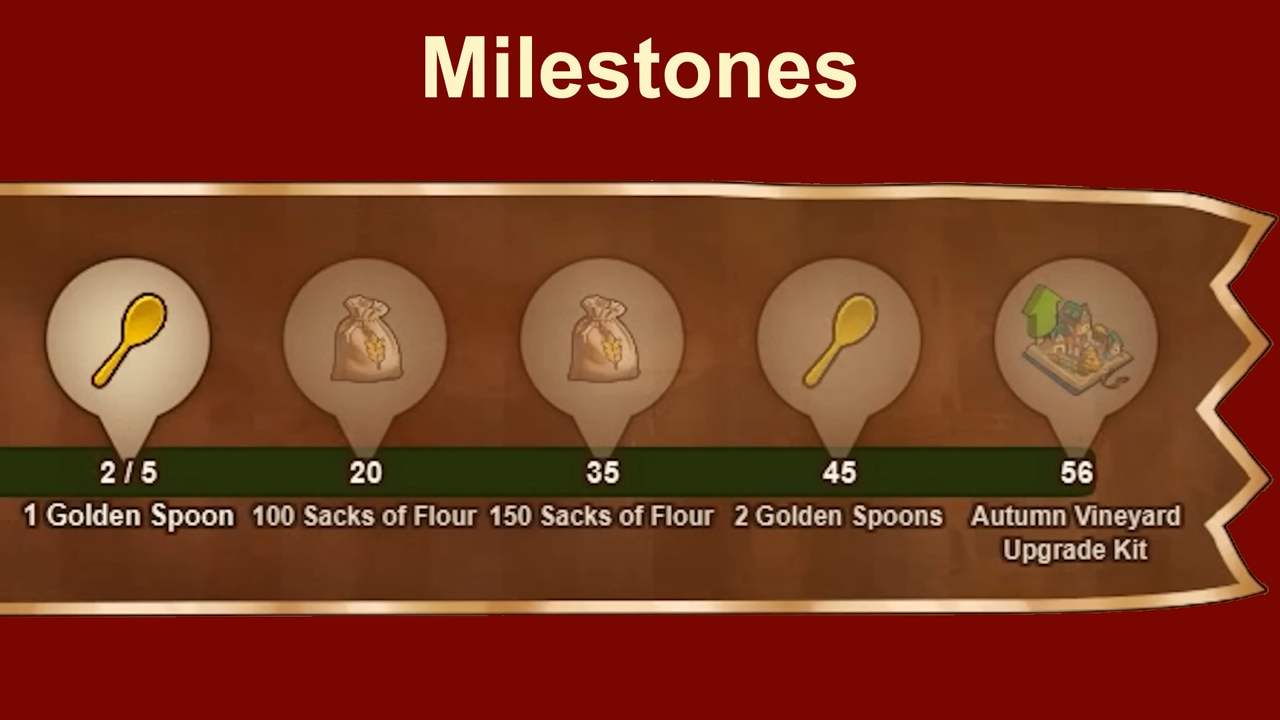 Milestones
2 / 5
20
35
45
56
1 Golden Spoon
100 Sacks of Flour
150 Sacks of Flour
2 Golden Spoons
Autumn Vineyard
Upgrade Kit